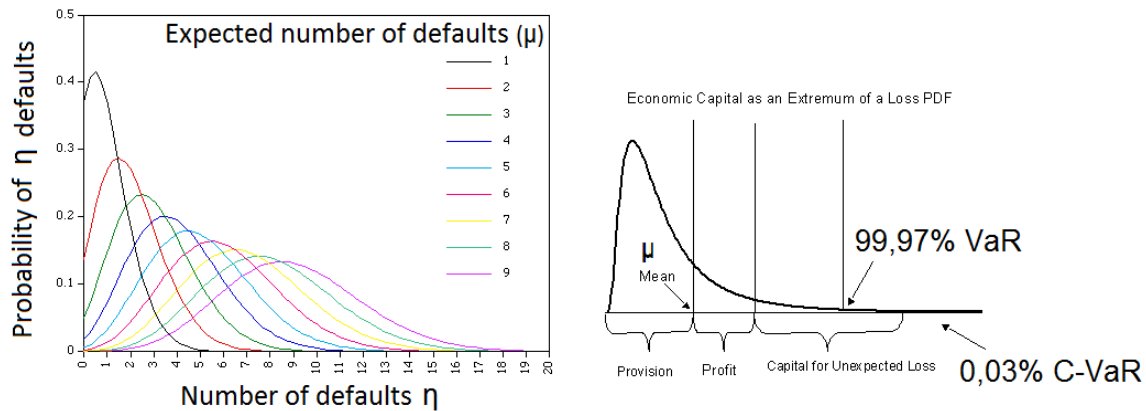 Expected number of defaults (μ)
1
2
3
4
5
6
7
8
9
Probability of η defaults
0.5
0.4
0.3
0.2
0.1
0
0 1 2 3 4 5 6 7 8 9 10 11 12 13 14 15 16 17 18 19 20
Number of defaults η
Economic Capital as an Extremum of a Loss PDF
μ
Mean
99,97% VaR
Provision
Profit
Capital for Unexpected Loss
0,03% C-VaR